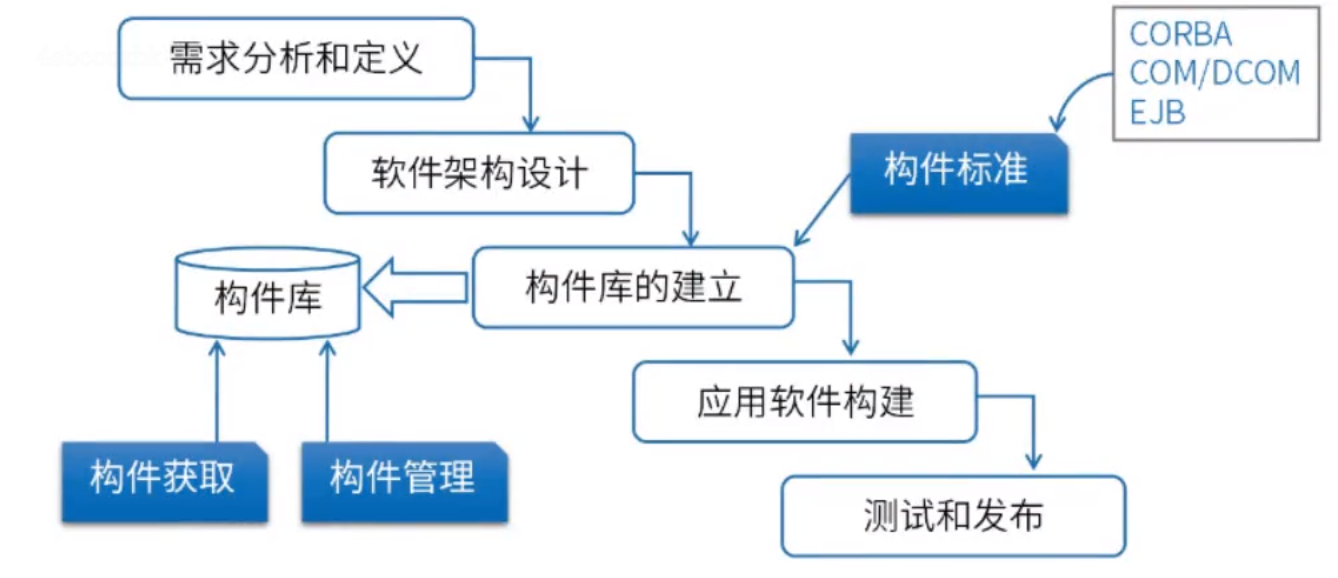 需求分析和定义
CORBA
COM/DCOM
EJB
软件架构设计
构件标准
构件库
构件库的建立
应用软件构建
构件获取
构件管理
测试和发布